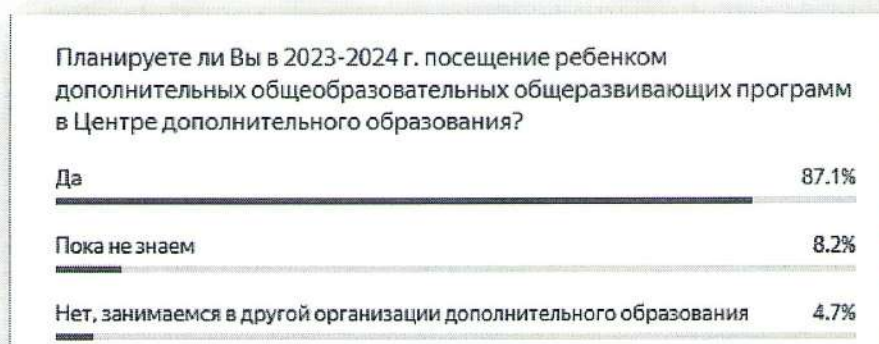 Планируете ли Вы в 2023-2024 г. посещение ребенком
дополнительных общеобразовательных общеразвивающих программ
в Центре дополнительного образования?
Да 87.1%
Пока не знаем 8.2%
Нет, занимаемся в другой организации дополнительного образования 4.7%